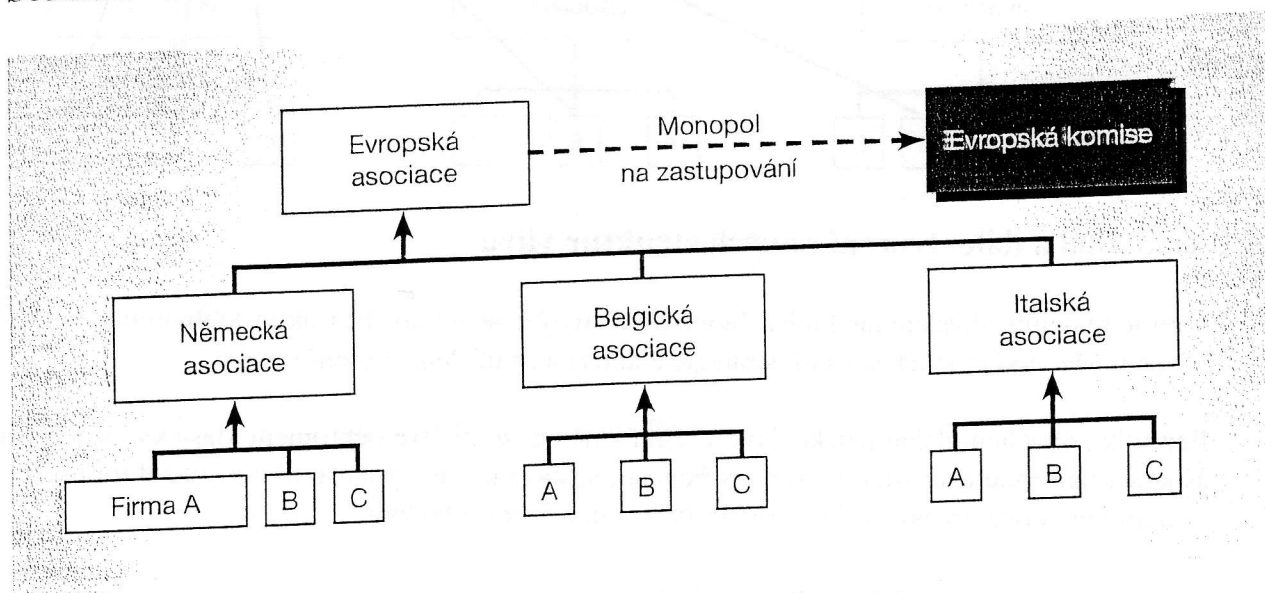 Evropská
asociace
Monopol
na zastupování
Evropská komise
Německá
asociace
Belgická
asociace
Italská
asociace
Firma A
B
C
A
B
C
A
B
C